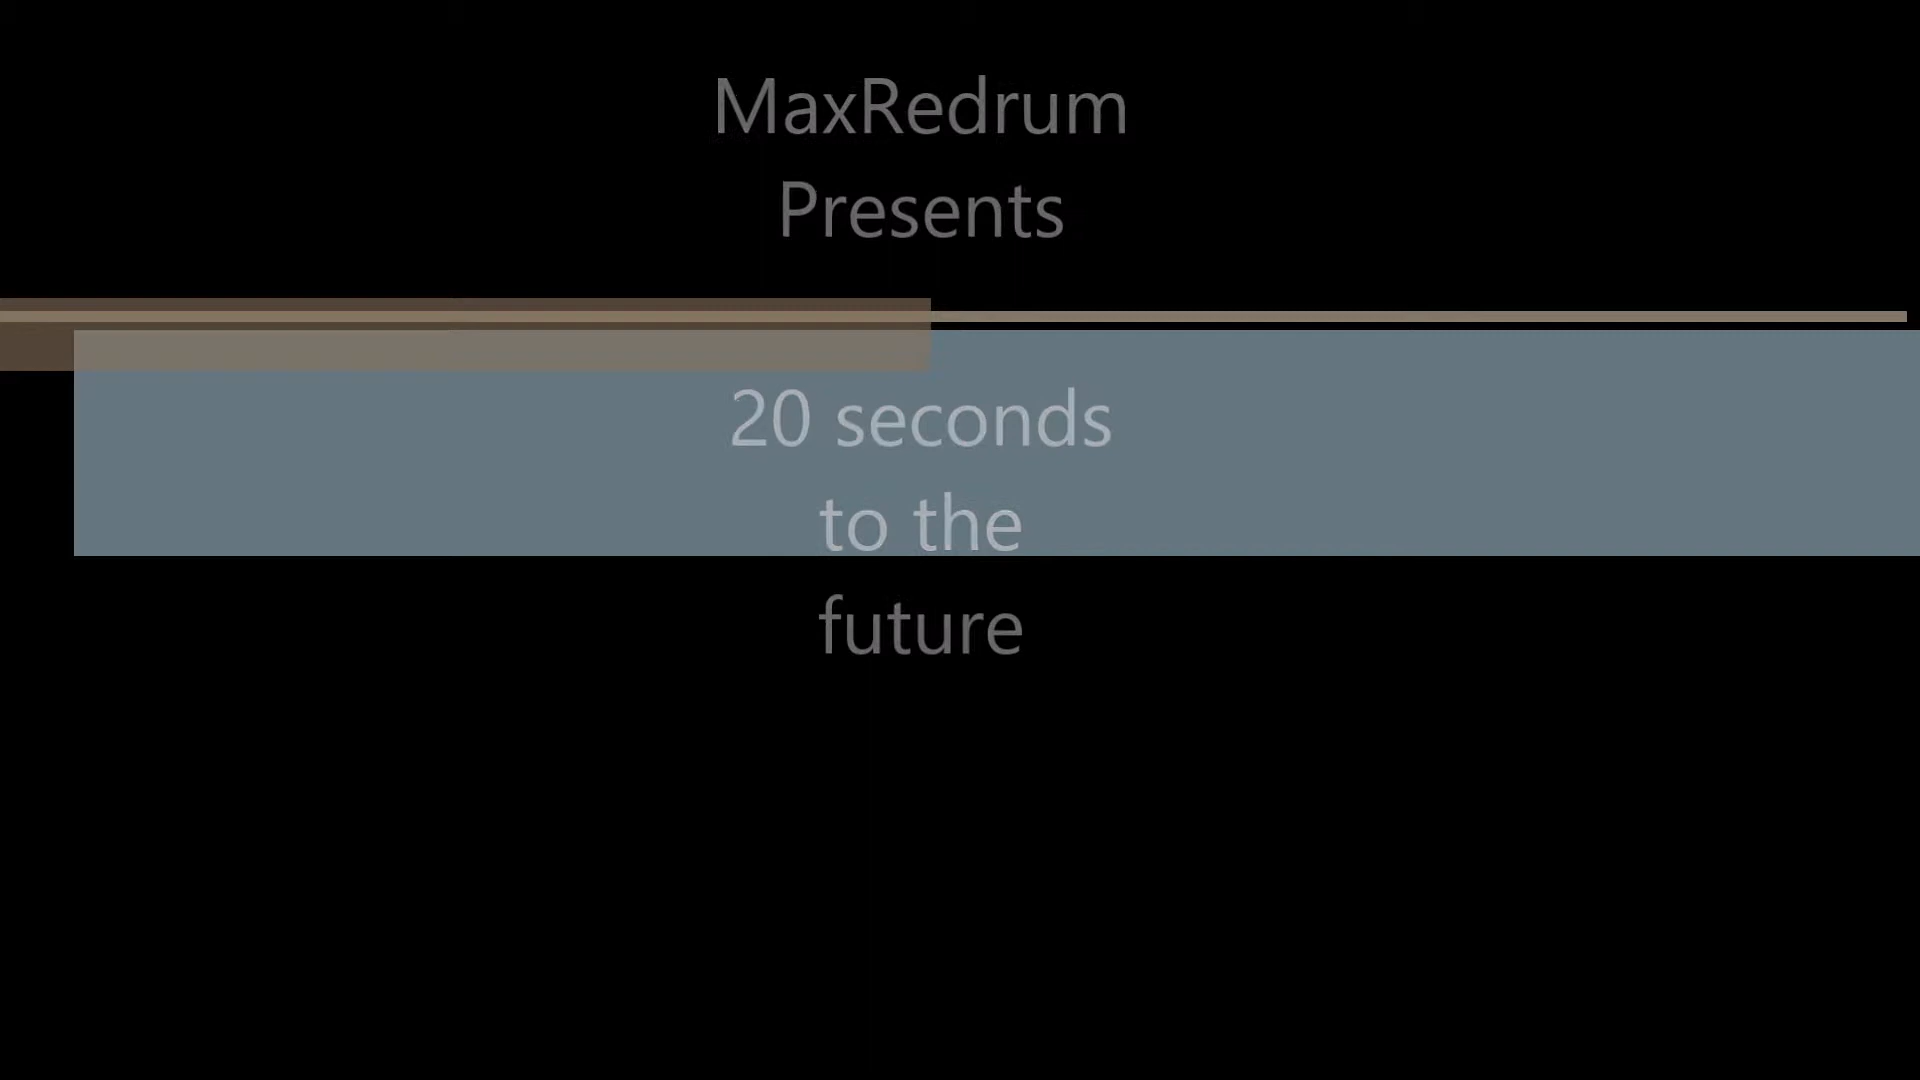 MaxRedrum
Presents
20 seconds
to the
future